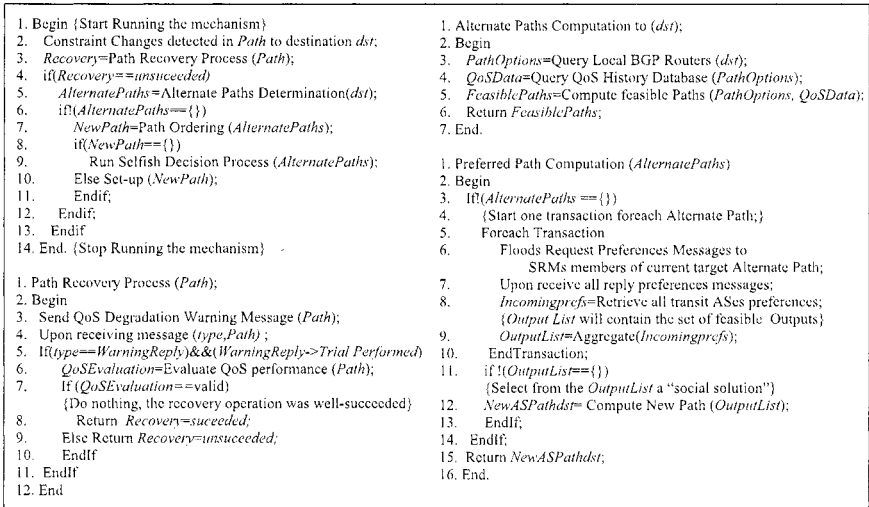 1. Begin {Start Running the mechanism}
2. Constraint Changes detected in Path to destination dst;
3. Recovery=Path Recovery Process (Path);
4. if(Recovery==unsuceeded)
5. AlternatePaths=Alternate Paths Determination(dst);
6. if!(AlternatePaths=={})
7. NewPath=Path Ordering (AlternatePaths);
8. if(NewPath=={})
9. Run Selfish Decision Process (AlternatePaths);
10. Else Set-up (NewPath);
11. Endif;
12. Endif;
13. Endif
14. End. {Stop Running the mechanism}
1. Path Recovery Process (Path);
2. Begin
3. Send QoS Degradation Warning Message (Path);
4. Upon receiving message (type,Path) ;
5. If(type==WarningReply)&&(WarningReply->Trial Performed)
6. QoSEvaluation=Evaluate QoS performance (Path);
7. If (QoSEvaluation==valid)
{Do nothing, the recovery operation was well-succeeded}
8. Return Recovery=suceeded;
9. Else Return Recovery=unsuceeded;
10. EndIf
11. EndIf
12. End
1. Alternate Paths Computation to (dst);
2. Begin
3. PathOptions=Query Local BGP Routers (dst);
4. QoSData=Query QoS History Database (PathOptions);
5. FeasiblePaths=Compute feasible Paths (PathOptions, QoSData);
6. Return FeasiblePaths;
7. End.
1. Preferred Path Computation (AlternatePaths)
2. Begin
3. If!(AlternatePaths =={})
4. {Start one transaction foreach Alternate Path;}
5. Foreach Transaction
6. Floods Request Preferences Messages to
SRMs members of current target Alternate Path;
7. Upon receive all reply preferences messages;
8. Incomingprefs=Retrieve all transit ASes preferences;
{Output List will contain the set of feasible Outputs}
9. OutputList=Aggregate(Incomingprefs);
10. EndTransaction;
11. if !(OutputList=={})
{Select from the OutputList a "social solution"}
12. NewASPathdst= Compute New Path (OutputList);
13. EndIf;
14. EndIf;
15. Return NewASPathdst;
16. End.